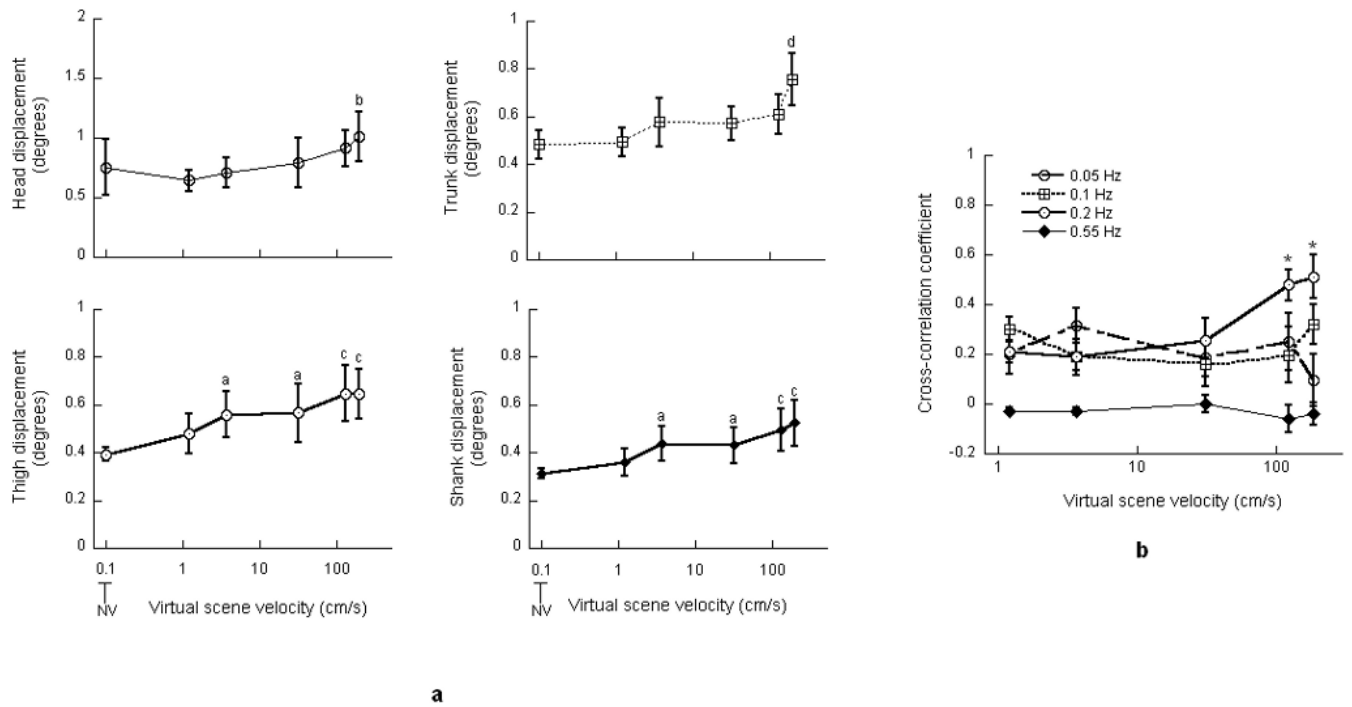 Head displacement
(degrees)
2
1.5
1
0.5
0
b
Trunk displacement
(degrees)
1
0.8
0.6
0.4
0.2
0
0.1
1
10
100
d
Thigh displacement
(degrees)
1
0.8
0.6
0.4
0.2
0
a
a
c
c
0.1
1
10
100
NV
Virtual scene velocity (cm/s)
Shank displacement
(degrees)
1
0.8
0.6
0.4
0.2
0
a
a
c
c
0.1
1
10
100
NV
Virtual scene velocity (cm/s)
a
Cross-correlation coefficient
1
0.8
0.6
0.4
0.2
0
-0.2
0.05 Hz
0.1 Hz
0.2 Hz
0.55 Hz
*
*
1
10
100
Virtual scene velocity (cm/s)
b